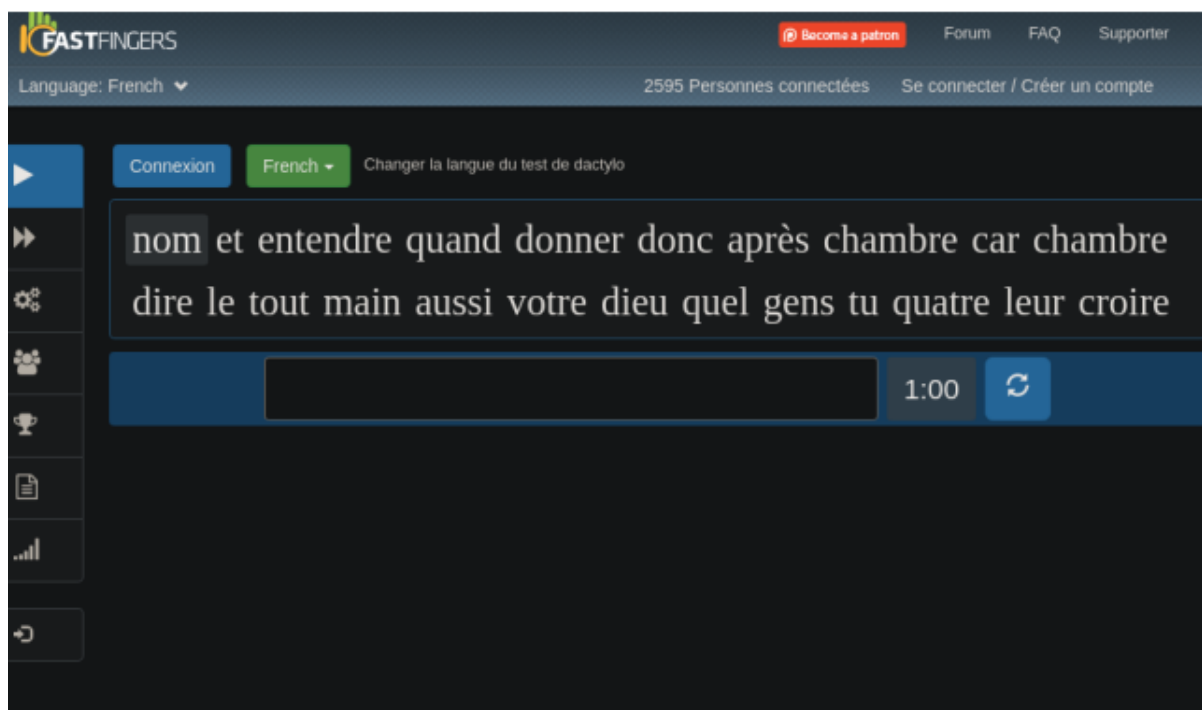 FASTFINGERS
Become a patron Forum FAQ Supporter
Language: French 2595 Personnes connectées Se connecter / Créer un compte
Connexion French Changer la langue du test de dactylo
nom et entendre quand donner donc après chambre car chambre
dire le tout main aussi votre dieu quel gens tu quatre leur croire
1:00